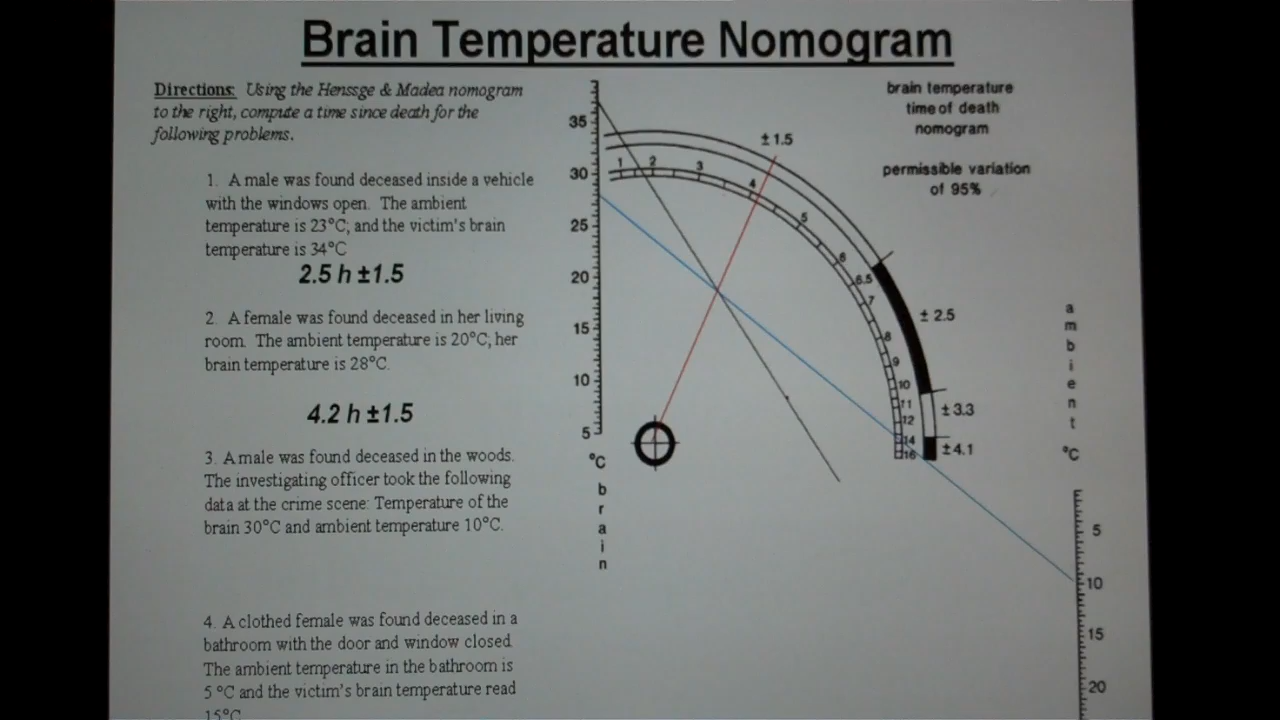 Brain Temperature Nomogram
Directions: Using the Henssge & Madea nomogram
to the right, compute a time since death for the
following problems.
1. A male was found deceased inside a vehicle
with the windows open. The ambient
temperature is 23°C; and the victim's brain
temperature is 34°C
2.5 h ±1.5
2. A female was found deceased in her living
room. The ambient temperature is 20°C; her
brain temperature is 28°C.
4.2 h ±1.5
3. A male was found deceased in the woods.
The investigating officer took the following
data at the crime scene: Temperature of the
brain 30°C and ambient temperature 10°C.
4. A clothed female was found deceased in a
bathroom with the door and window closed.
The ambient temperature in the bathroom is
5 °C and the victim's brain temperature read
15°C
brain temperature
time of death
nomogram
permissible variation
of 95%
35
30
25
20
15
10
5
°C
b
r
a
i
n
1
2
3
4
5
6
6.5
7
8
9
10
11
12
14
16
± 1.5
± 2.5
± 3.3
± 4.1
a
m
b
i
e
n
t
°C
5
10
15
20